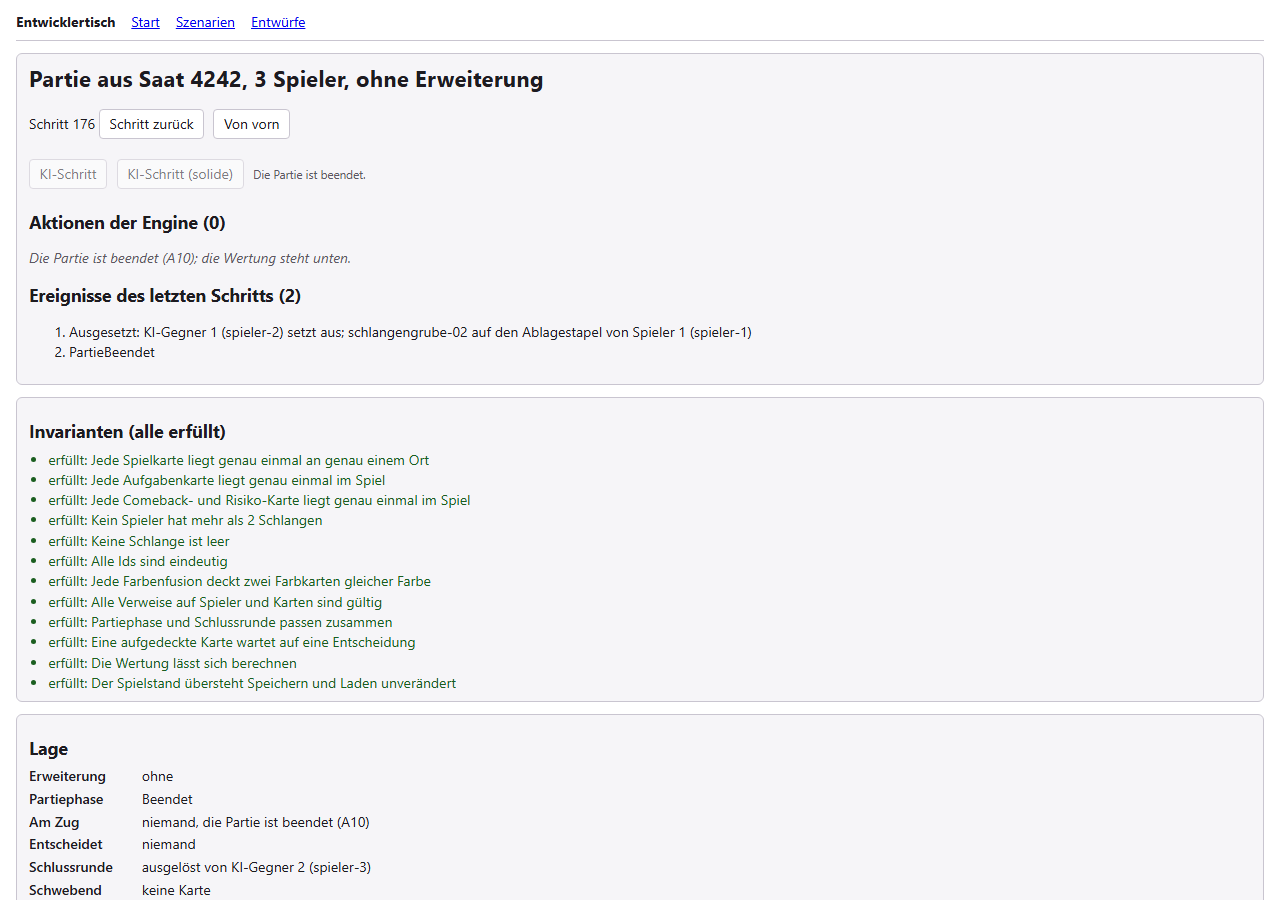 Entwicklertisch Start Szenarien Entwürfe
Partie aus Saat 4242, 3 Spieler, ohne Erweiterung
Schritt 176 Schritt zurück Von vorn
KI-Schritt KI-Schritt (solide) Die Partie ist beendet.
Aktionen der Engine (0)
Die Partie ist beendet (A10); die Wertung steht unten.
Ereignisse des letzten Schritts (2)
1. Ausgesetzt: KI-Gegner 1 (spieler-2) setzt aus; schlangengrube-02 auf den Ablagestapel von Spieler 1 (spieler-1)
2. PartieBeendet
Invarianten (alle erfüllt)
erfüllt: Jede Spielkarte liegt genau einmal an genau einem Ort
erfüllt: Jede Aufgabenkarte liegt genau einmal im Spiel
erfüllt: Jede Comeback- und Risiko-Karte liegt genau einmal im Spiel
erfüllt: Kein Spieler hat mehr als 2 Schlangen
erfüllt: Keine Schlange ist leer
erfüllt: Alle Ids sind eindeutig
erfüllt: Jede Farbenfusion deckt zwei Farbkarten gleicher Farbe
erfüllt: Alle Verweise auf Spieler und Karten sind gültig
erfüllt: Partiephase und Schlussrunde passen zusammen
erfüllt: Eine aufgedeckte Karte wartet auf eine Entscheidung
erfüllt: Die Wertung lässt sich berechnen
erfüllt: Der Spielstand übersteht Speichern und Laden unverändert
Lage
Erweiterung ohne
Partiephase Beendet
Am Zug niemand, die Partie ist beendet (A10)
Entscheidet niemand
Schlussrunde ausgelöst von KI-Gegner 2 (spieler-3)
Schwebend keine Karte